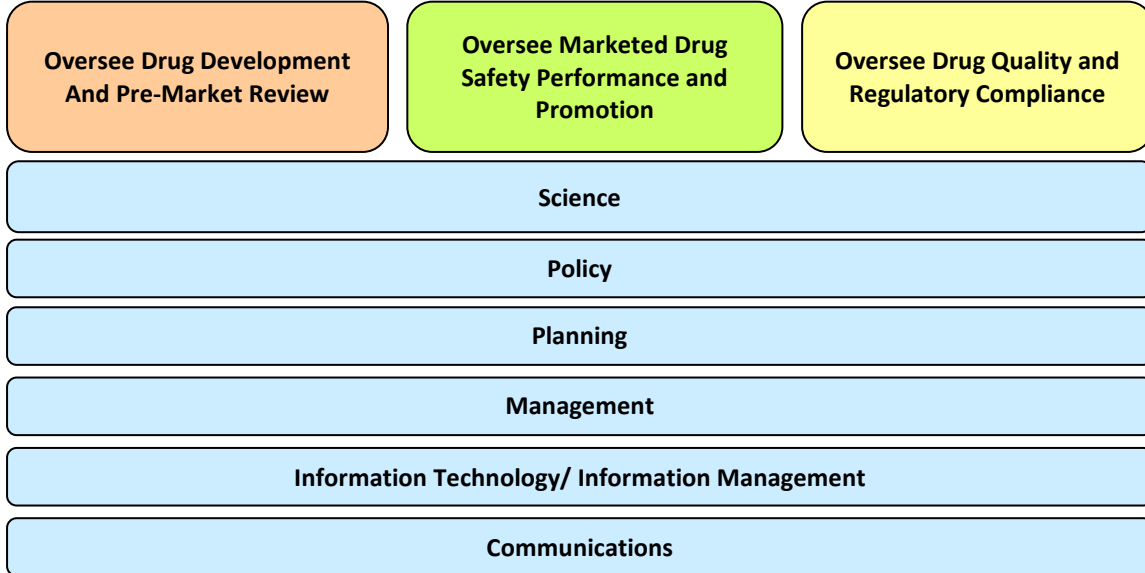 Oversee Drug Development
And Pre-Market Review
Oversee Marketed Drug
Safety Performance and
Promotion
Oversee Drug Quality and
Regulatory Compliance
Science
Policy
Planning
Management
Information Technology/ Information Management
Communications